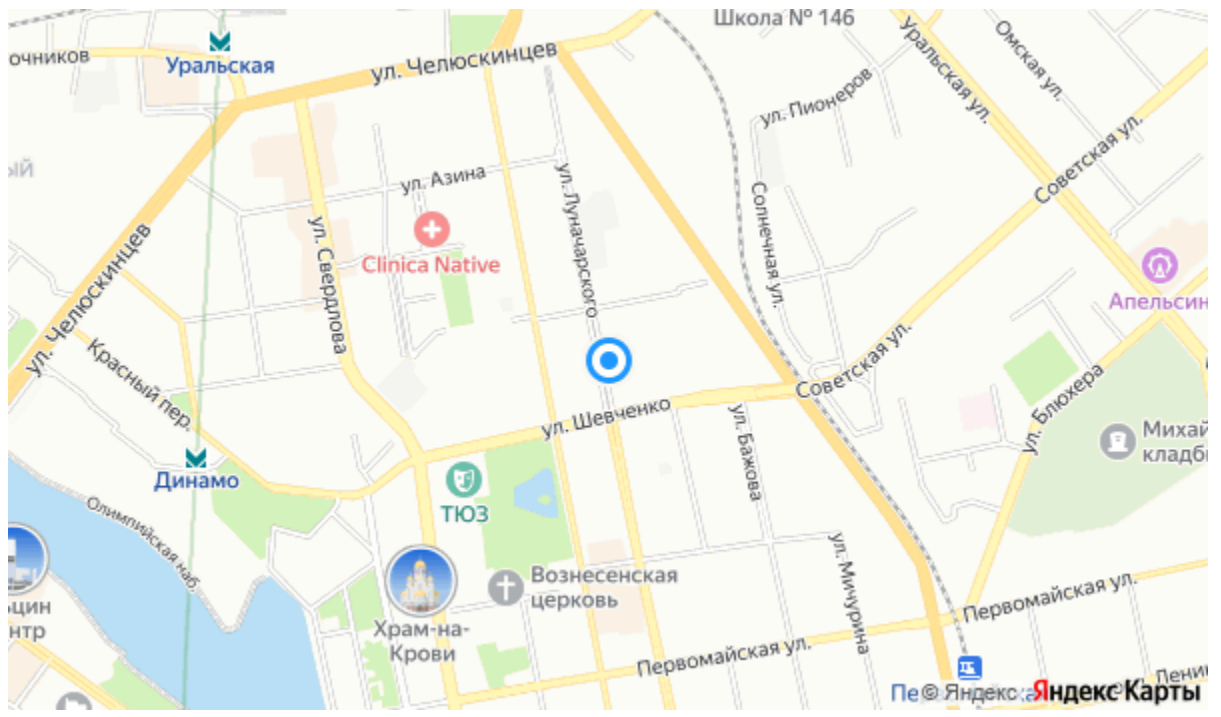 Школа № 146
Уральская
ул. Челюскинцев
ул. Пионеров
Уральская ул.
Омская ул.
Советская ул.
ул. Азина
ул. Луначарского
Солнечная ул.
Clinica Native
ул. Свердлова
ул. Челюскинцев
Красный пер.
Апельсин
Советская ул.
ул. Блюхера
ул. Шевченко
ул. Бажова
Динамо
ТЮЗ
Олимпийская наб.
Вознесенская
церковь
ул. Мичурина
Храм-на-
Крови
Первомайская ул.
Первомайская ул.
© Яндекс
Яндекс Карты